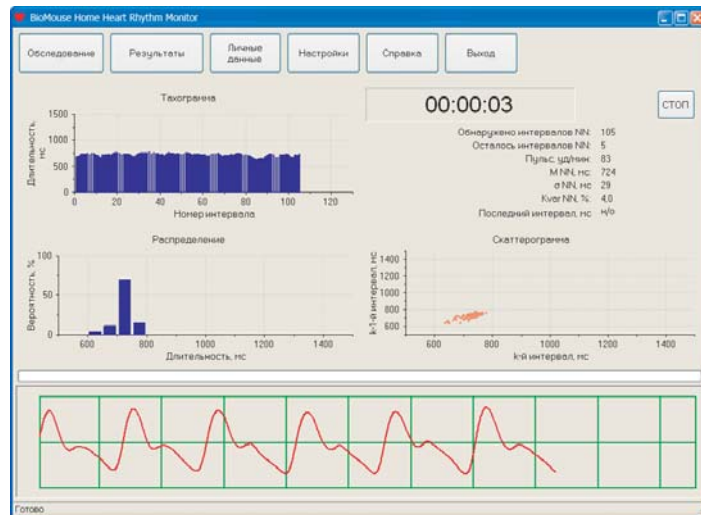 BioMouse Home Heart Rhythm Monitor
Обследование
Результаты
Личные
данные
Настройки
Справка
Выход
Тахограмма
Длительность,
мс
1500
1000
500
0
0 20 40 60 80 100 120
Номер интервала
00:00:03
СТОП
Обнаружено интервалов NN: 105
Осталось интервалов NN: 5
Пульс, уд/мин: 83
M NN, мс: 724
σ NN, мс 29
Kvar NN, %: 4,0
Последний интервал, мс н/о
Распределение
Вероятность, %
100
50
0
600 800 1000 1200 1400
Длительность, мс
Скаттерограмма
k-1-й интервал, мс
1400
1200
1000
800
600
600 800 1000 1200 1400
k-й интервал, мс
Готово